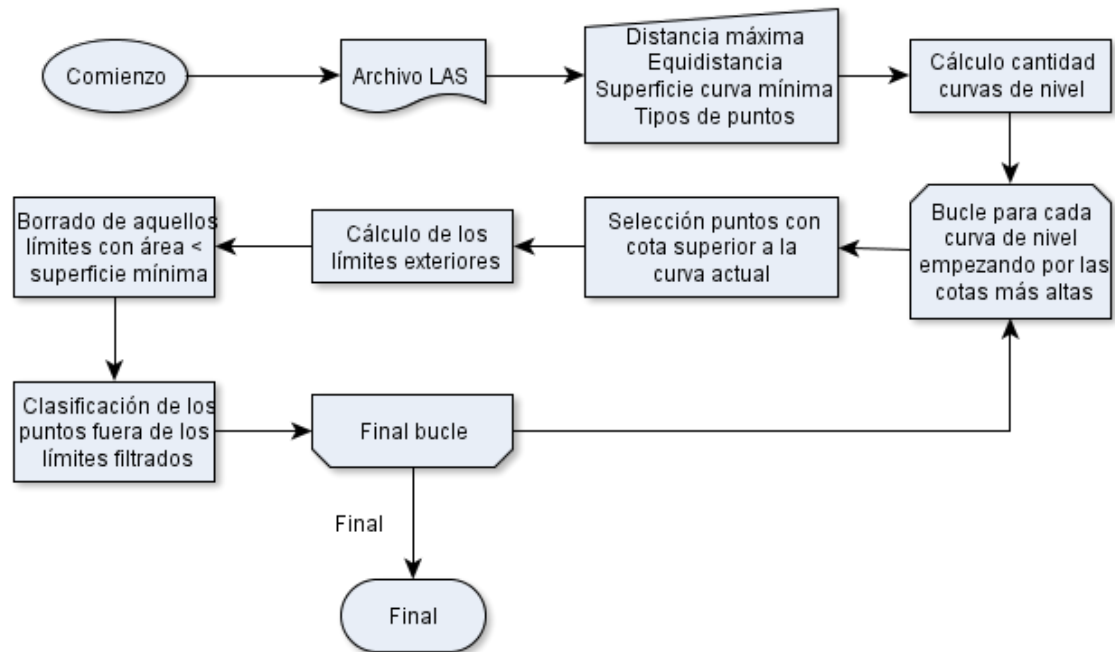 Comienzo
Archivo LAS
Distancia máxima
Equidistancia
Superficie curva mínima
Tipos de puntos
Cálculo cantidad
curvas de nivel
Bucle para cada
curva de nivel
empezando por las
cotas más altas
Selección puntos con
cota superior a la
curva actual
Cálculo de los
límites exteriores
Borrado de aquellos
límites con área <
superficie mínima
Clasificación de los
puntos fuera de los
límites filtrados
Final bucle
Final
Final